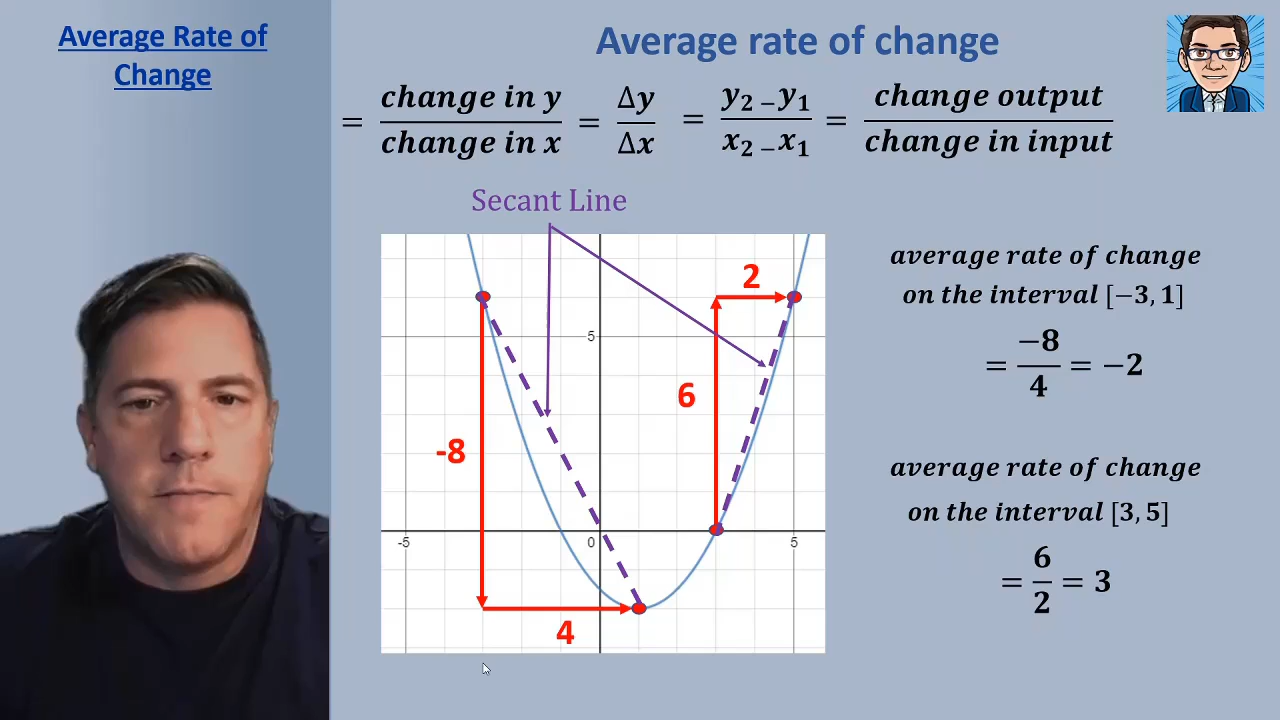 Average Rate of
Change
Average rate of change
= change in y / change in x = Δy / Δx = y₂ – y₁ / x₂ – x₁ = change output / change in input
Secant Line
2
5
6
-8
-5
0
5
4
average rate of change
on the interval [−3, 1]
= −8 / 4 = −2
average rate of change
on the interval [3, 5]
= 6 / 2 = 3